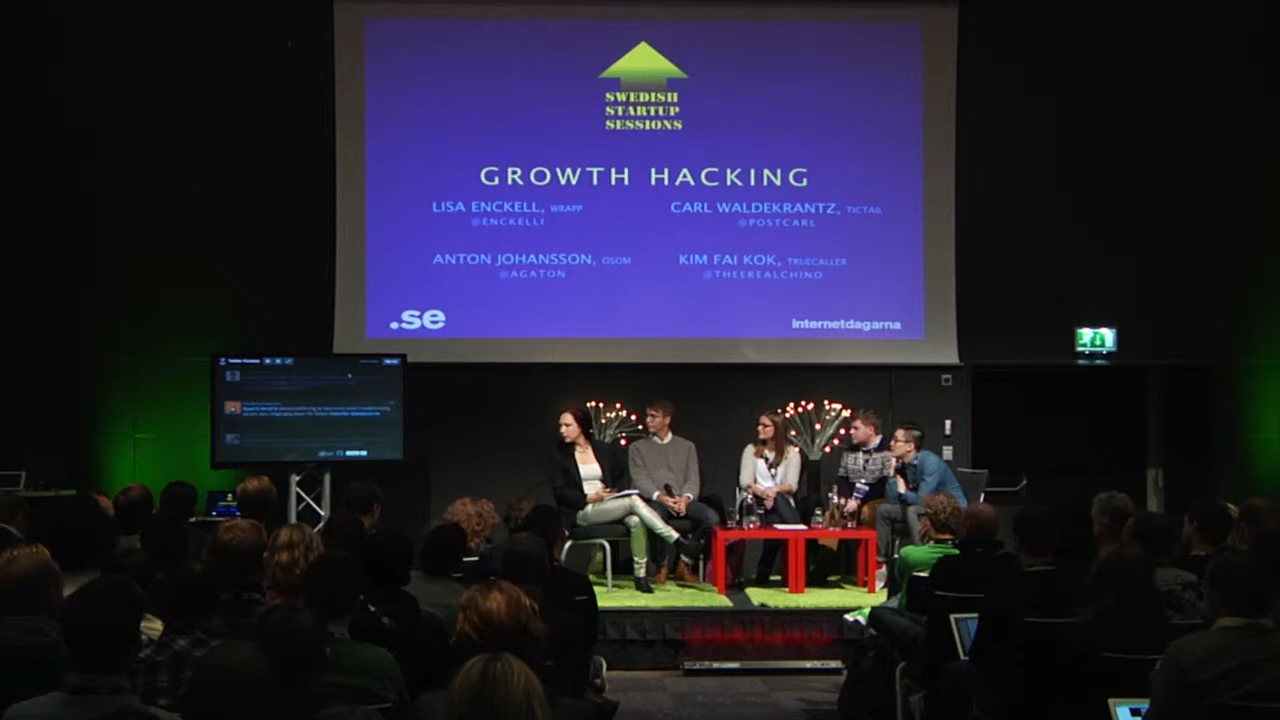 SWEDISH
STARTUP
SESSIONS
GROWTH HACKING
LISA ENCKELL, WRAPP
@ENCKELLI
CARL WALDEKRANTZ, TICTAIL
@POSTCARL
ANTON JOHANSSON, OSOM
@AGATON
KIM FAI KOK, TRUECALLER
@THEEREALCHINO
.se
internetdagarna